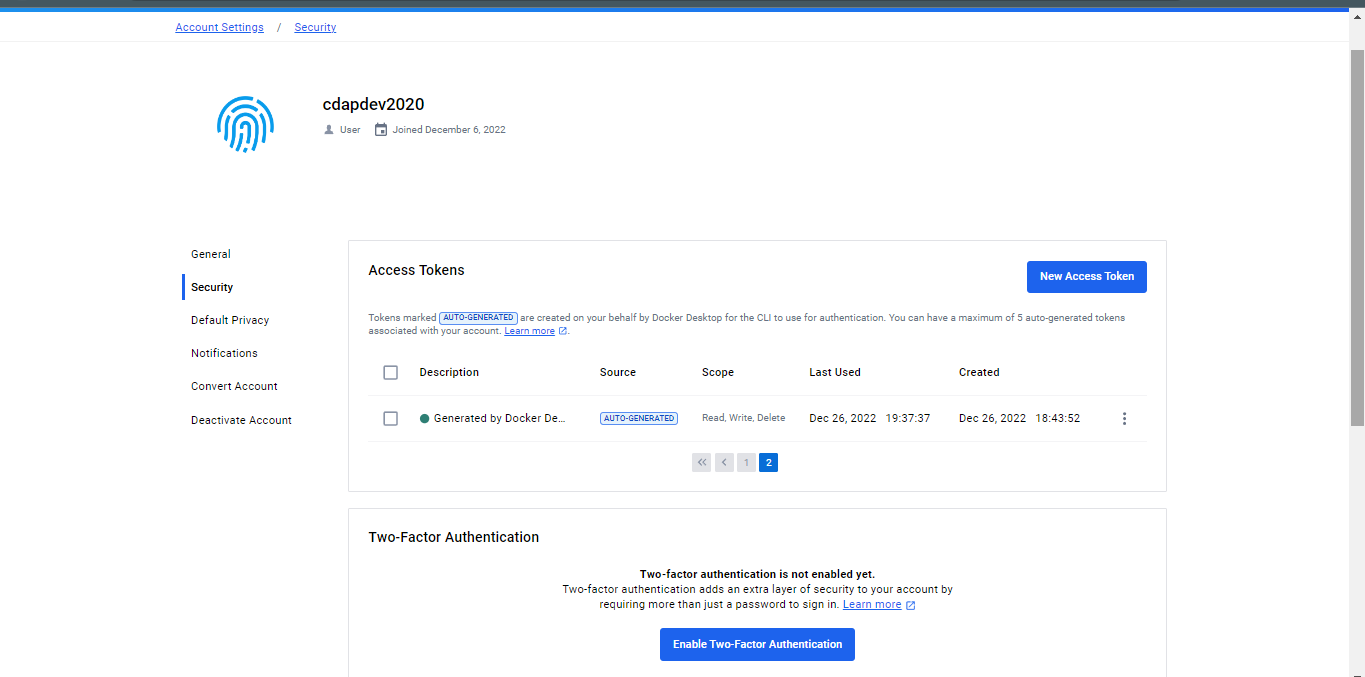 Account Settings / Security
cdapdev2020
User Joined December 6, 2022
General
Security
Default Privacy
Notifications
Convert Account
Deactivate Account
Access Tokens
New Access Token
Tokens marked AUTO-GENERATED are created on your behalf by Docker Desktop for the CLI to use for authentication. You can have a maximum of 5 auto-generated tokens
associated with your account. Learn more .
Description Source Scope Last Used Created
Generated by Docker De... AUTO-GENERATED Read, Write, Delete Dec 26, 2022 19:37:37 Dec 26, 2022 18:43:52
1 2
Two-Factor Authentication
Two-factor authentication is not enabled yet.
Two-factor authentication adds an extra layer of security to your account by
requiring more than just a password to sign in. Learn more
Enable Two-Factor Authentication